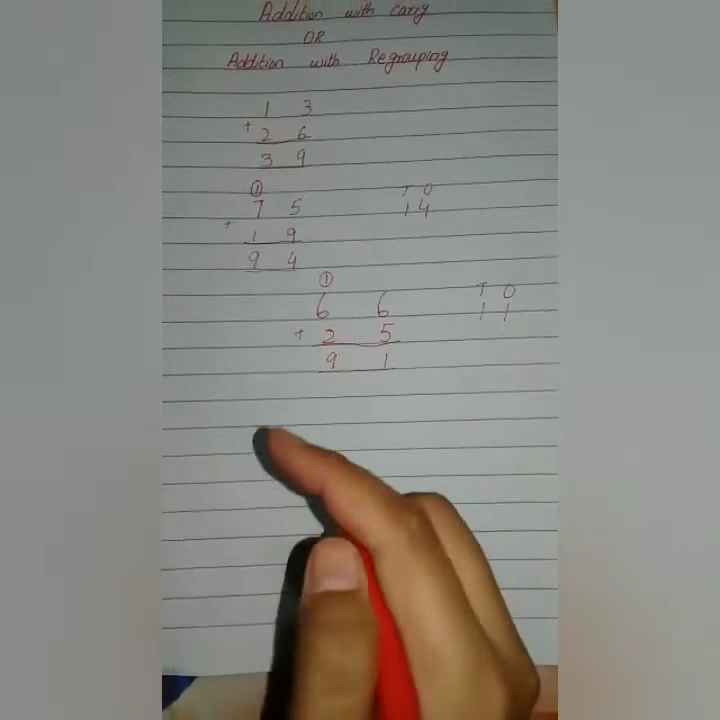 Addition with carry
OR
Addition with Regrouping
1 3
+ 2 6
3 9
①
7 5 T O
+ 1 9 1 4
9 4
①
6 6 T O
+ 2 5 1 1
9 1